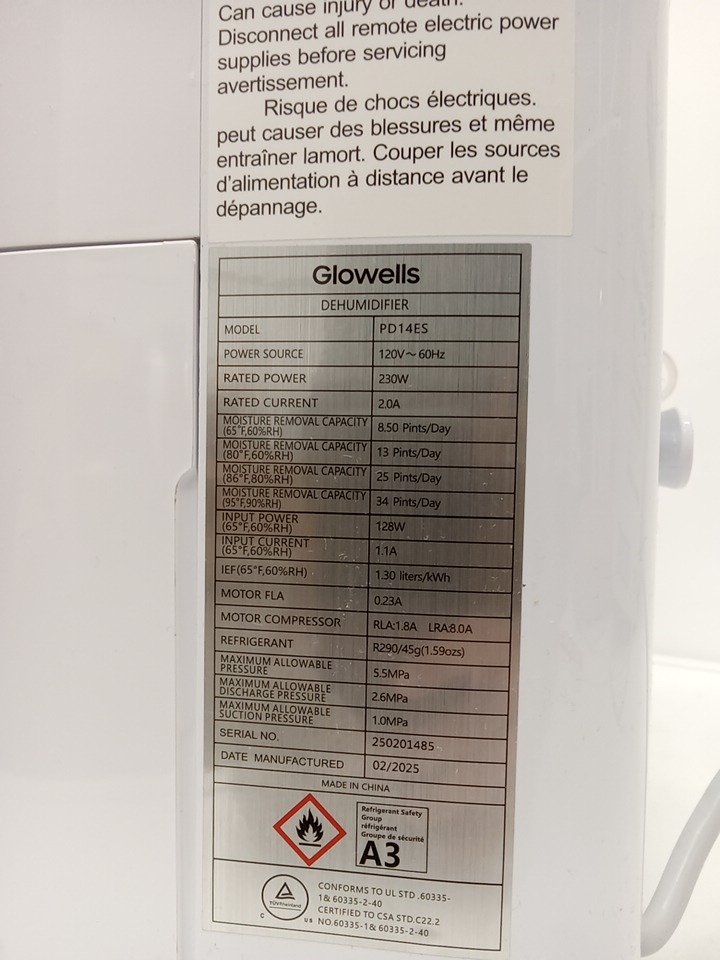 Can cause injury or death.
Disconnect all remote electric power
supplies before servicing
avertissement.
Risque de chocs électriques.
peut causer des blessures et même
entraîner lamort. Couper les sources
d'alimentation à distance avant le
dépannage.
Glowells
DEHUMIDIFIER
MODEL PD14ES
POWER SOURCE 120V～60Hz
RATED POWER 230W
RATED CURRENT 2.0A
MOISTURE REMOVAL CAPACITY
(65°F,60%RH) 8.50 Pints/Day
MOISTURE REMOVAL CAPACITY
(80°F,60%RH) 13 Pints/Day
MOISTURE REMOVAL CAPACITY
(86°F,80%RH) 25 Pints/Day
MOISTURE REMOVAL CAPACITY
(95°F,90%RH) 34 Pints/Day
INPUT POWER
(65°F,60%RH) 128W
INPUT CURRENT
(65°F,60%RH) 1.1A
IEF(65°F,60%RH) 1.30 liters/kWh
MOTOR FLA 0.23A
MOTOR COMPRESSOR RLA:1.8A LRA:8.0A
REFRIGERANT R290/45g(1.59ozs)
MAXIMUM ALLOWABLE
PRESSURE 5.5MPa
MAXIMUM ALLOWABLE
DISCHARGE PRESSURE 2.6MPa
MAXIMUM ALLOWABLE
SUCTION PRESSURE 1.0MPa
SERIAL NO. 250201485
DATE MANUFACTURED 02/2025
MADE IN CHINA
Refrigerant Safety
Group
réfrigérant
Groupe de sécurité
A3
TÜVRheinland
C US
CONFORMS TO UL STD .60335-
1& 60335-2-40
CERTIFIED TO CSA STD.C22.2
NO.60335-1& 60335-2-40